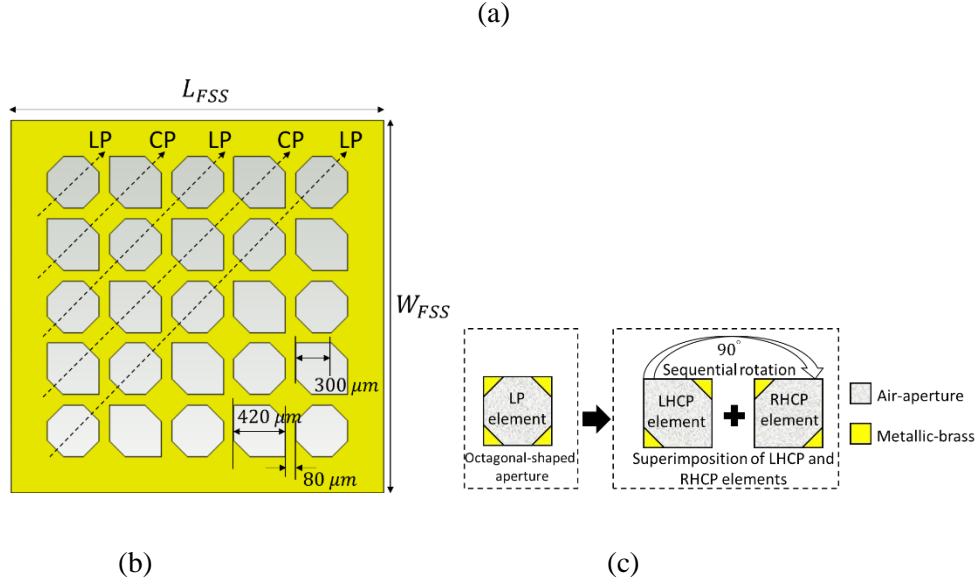 (a)
L_FSS
LP CP LP CP LP
W_FSS
300 μm
420 μm
80 μm
90°
Sequential rotation
LP
element
LHCP
element
RHCP
element
Octagonal-shaped
aperture
Superimposition of LHCP and
RHCP elements
Air-aperture
Metallic-brass
(b) (c)